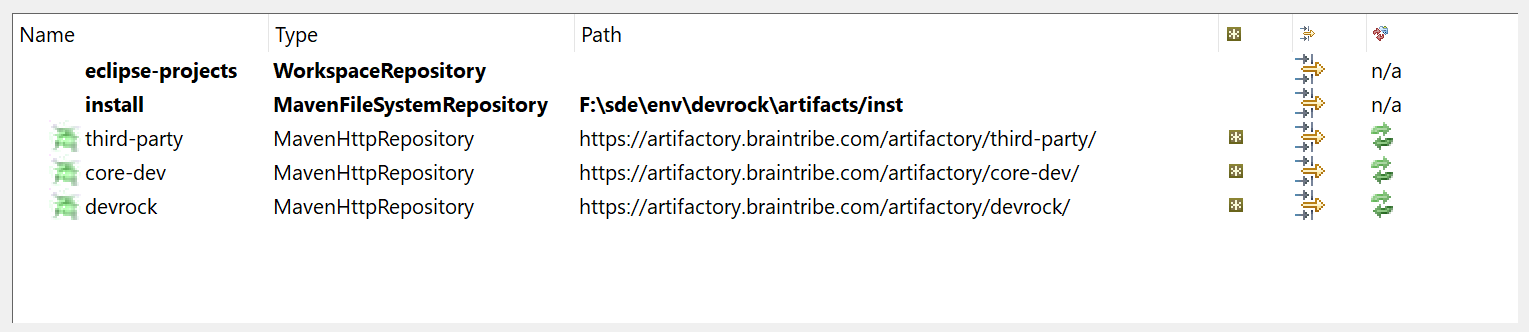 Name Type Path
eclipse-projects WorkspaceRepository n/a
install MavenFileSystemRepository F:\sde\env\devrock\artifacts/inst n/a
third-party MavenHttpRepository https://artifactory.braintribe.com/artifactory/third-party/
core-dev MavenHttpRepository https://artifactory.braintribe.com/artifactory/core-dev/
devrock MavenHttpRepository https://artifactory.braintribe.com/artifactory/devrock/